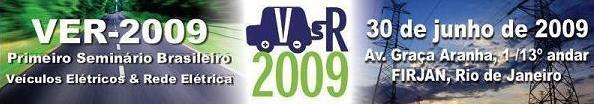 VER-2009
Primeiro Seminário Brasileiro
Veículos Elétricos & Rede Elétrica
VER
2009
30 de junho de 2009
Av. Graça Aranha, 1-/13º andar
FIRJAN, Rio de Janeiro